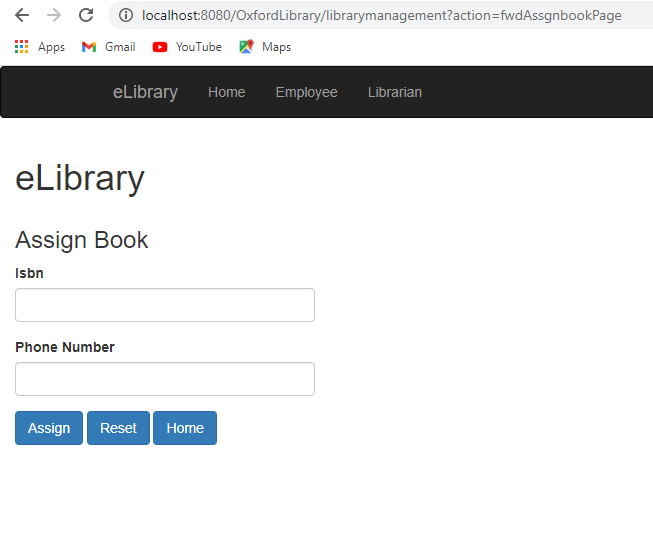 localhost:8080/OxfordLibrary/librarymanagement?action=fwdAssgnbookPage
Apps Gmail YouTube Maps
eLibrary Home Employee Librarian
eLibrary
Assign Book
Isbn
Phone Number
Assign Reset Home